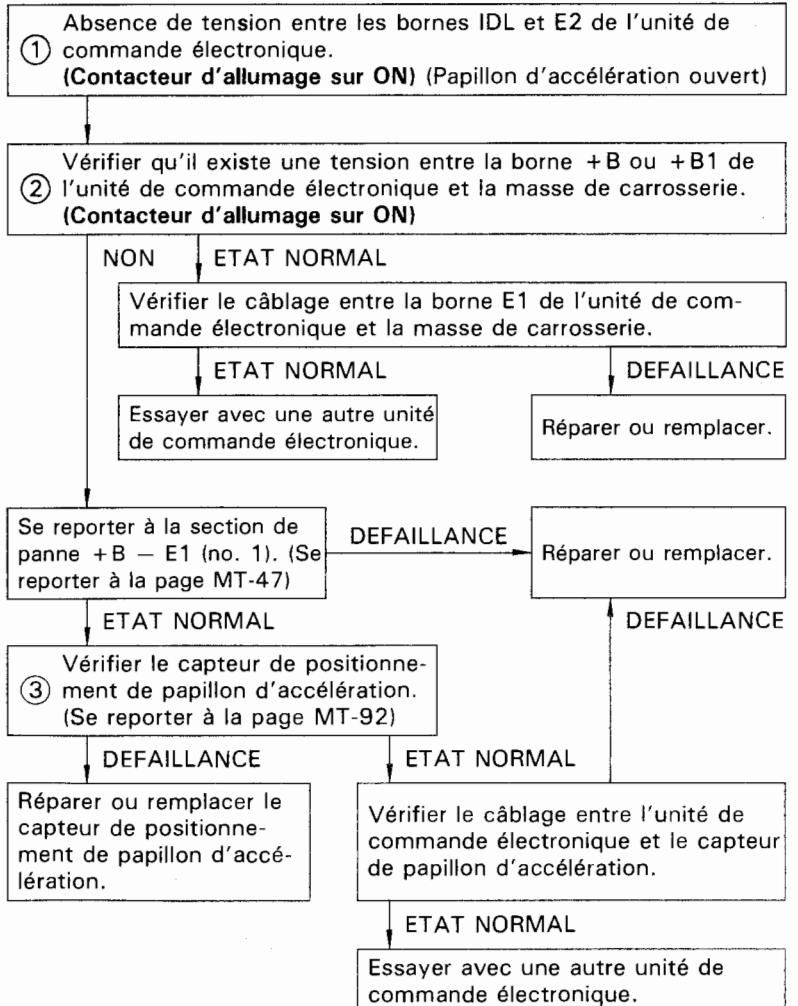 Absence de tension entre les bornes IDL et E2 de l'unité de
① commande électronique.
(Contacteur d'allumage sur ON) (Papillon d'accélération ouvert)
Vérifier qu'il existe une tension entre la borne +B ou +B1 de
② l'unité de commande électronique et la masse de carrosserie.
(Contacteur d'allumage sur ON)
NON
ETAT NORMAL
Vérifier le câblage entre la borne E1 de l'unité de com-
mande électronique et la masse de carrosserie.
ETAT NORMAL
DEFAILLANCE
Essayer avec une autre unité
de commande électronique.
Réparer ou remplacer.
Se reporter à la section de
panne +B – E1 (no. 1). (Se
reporter à la page MT-47)
DEFAILLANCE
Réparer ou remplacer.
ETAT NORMAL
DEFAILLANCE
Vérifier le capteur de positionne-
③ ment de papillon d'accélération.
(Se reporter à la page MT-92)
DEFAILLANCE
ETAT NORMAL
Réparer ou remplacer le
capteur de positionne-
ment de papillon d'accé-
lération.
Vérifier le câblage entre l'unité de
commande électronique et le capteur
de papillon d'accélération.
ETAT NORMAL
Essayer avec une autre unité de
commande électronique.